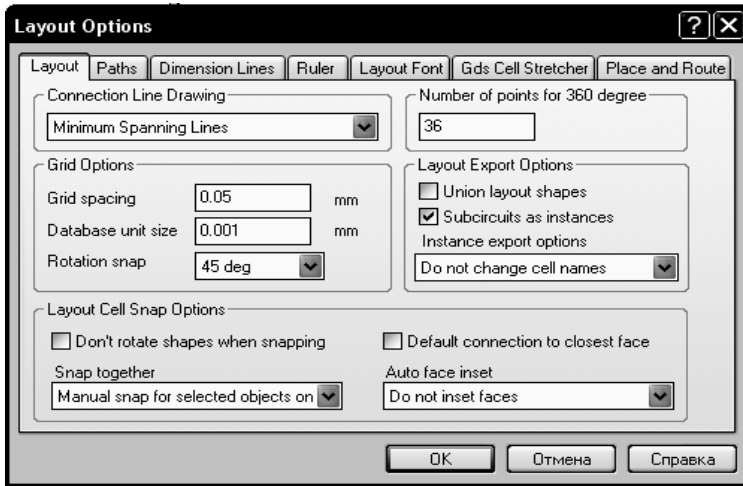 Layout Options
Layout Paths Dimension Lines Ruler Layout Font Gds Cell Stretcher Place and Route
Connection Line Drawing
Minimum Spanning Lines
Number of points for 360 degree
36
Grid Options
Grid spacing 0.05 mm
Database unit size 0.001 mm
Rotation snap 45 deg
Layout Export Options
Union layout shapes
Subcircuits as instances
Instance export options
Do not change cell names
Layout Cell Snap Options
Don't rotate shapes when snapping
Default connection to closest face
Snap together
Manual snap for selected objects on
Auto face inset
Do not inset faces
OK Отмена Справка